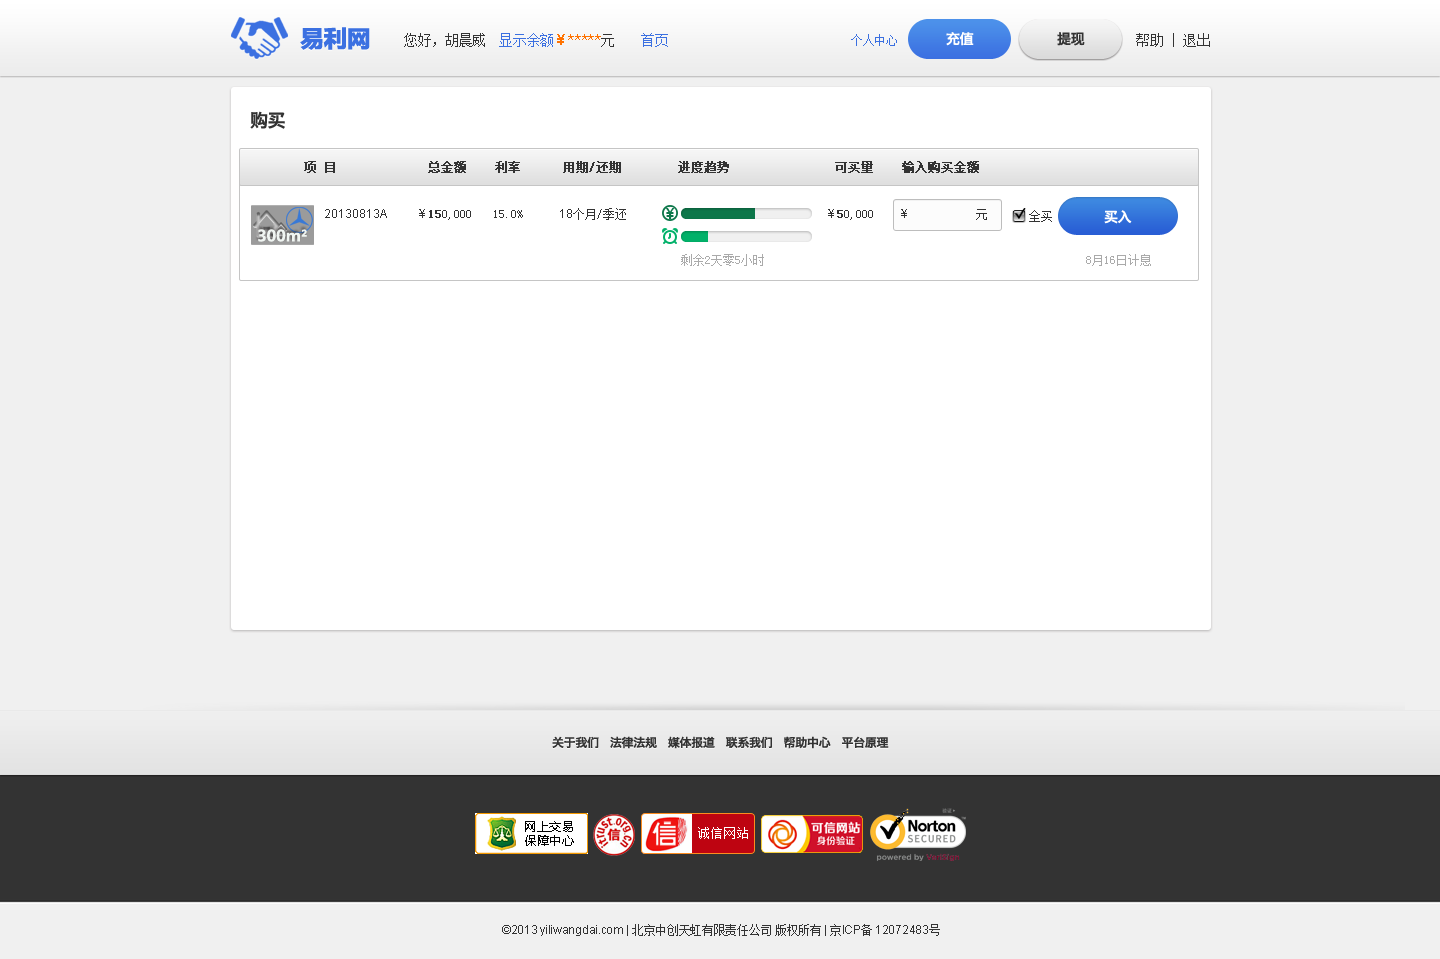 易利网 您好，胡晨威 显示余额¥*****元 首页 个人中心 充值 提现 帮助 | 退出
购买
项 目 总金额 利率 用期/还期 进度趋势 可买量 输入购买金额
300m² 20130813A ¥150,000 15.0% 18个月/季还 ¥50,000 ¥ 元 全买 买入
剩余2天零5小时 8月16日计息
关于我们 法律法规 媒体报道 联系我们 帮助中心 平台原理
网上交易
保障中心
itrust.org.cn
信
信 诚信网站
可信网站
身份验证
Norton
SECURED
powered by VeriSign
©2013 yiliwangdai.com | 北京中创天虹有限责任公司 版权所有 | 京ICP备 12072483号